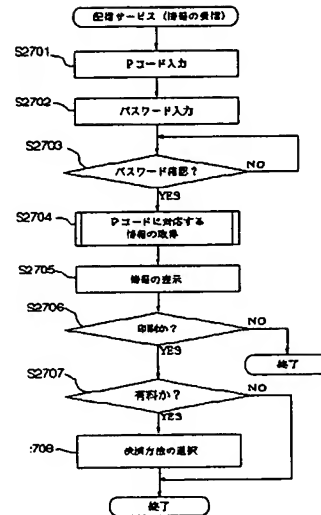 配信サービス（情報の受信）
S2701
Pコード入力
S2702
パスワード入力
S2703
パスワード確認？
NO
YES
S2704
Pコードに対応する
情報の取得
S2705
情報の表示
S2706
印刷か？
NO
YES
終了
S2707
有料か？
NO
YES
:708
決済方法の選択
終了